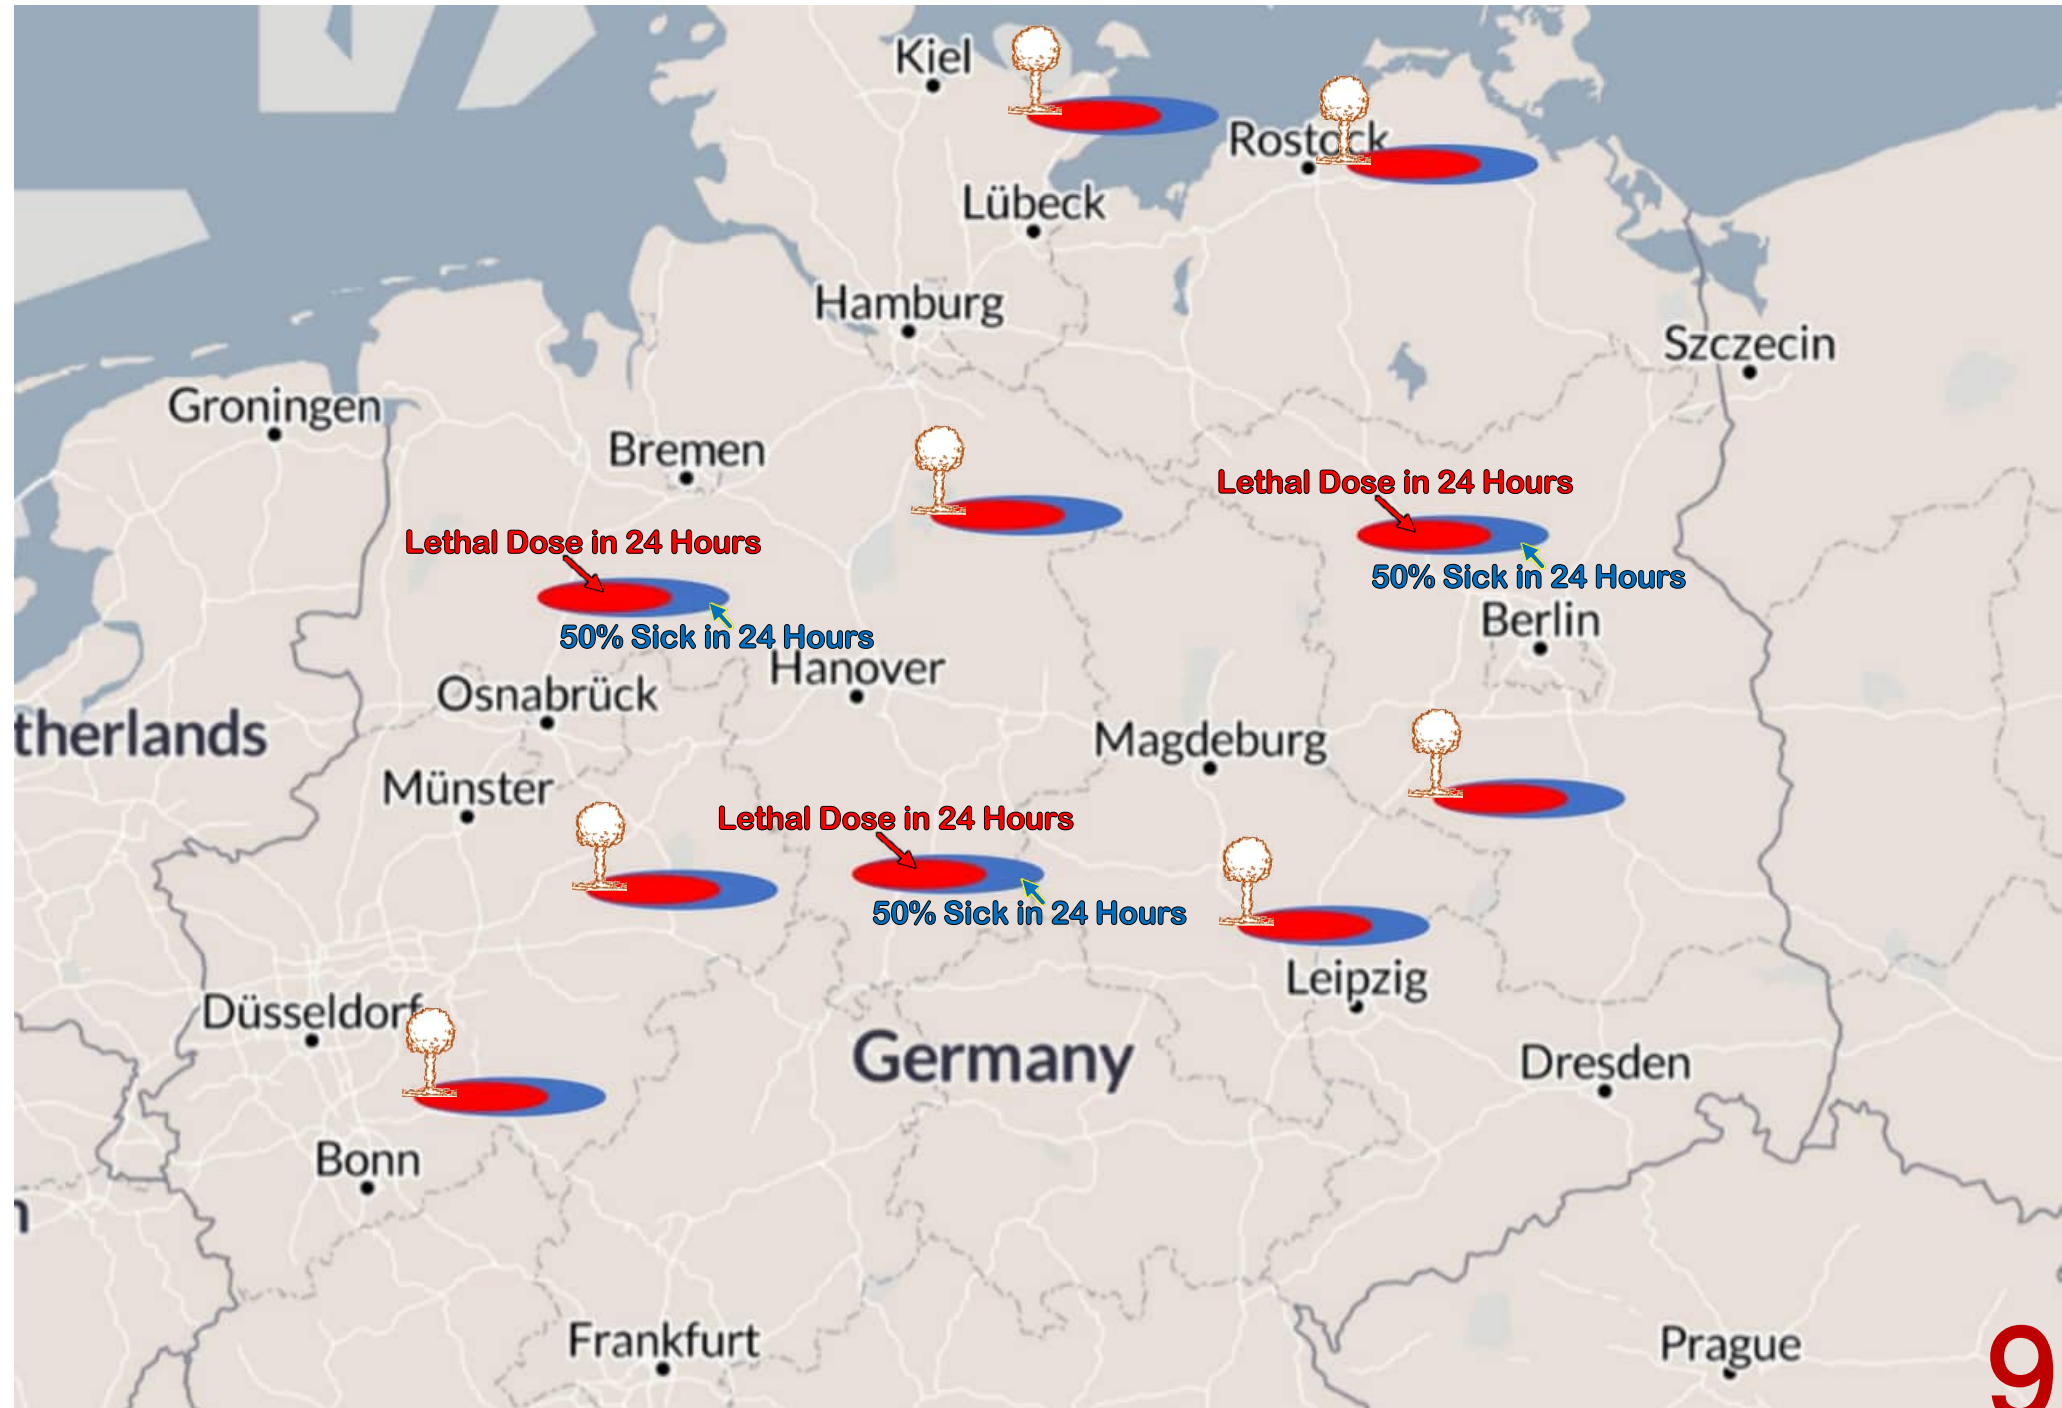 Kiel
Rostock
Lübeck
Hamburg
Szczecin
Groningen
Bremen
Lethal Dose in 24 Hours
Lethal Dose in 24 Hours
50% Sick in 24 Hours
Berlin
50% Sick in 24 Hours
Hanover
Osnabrück
therlands
Magdeburg
Münster
Lethal Dose in 24 Hours
50% Sick in 24 Hours
Leipzig
Düsseldorf
Germany
Dresden
Bonn
n
Frankfurt
Prague
9